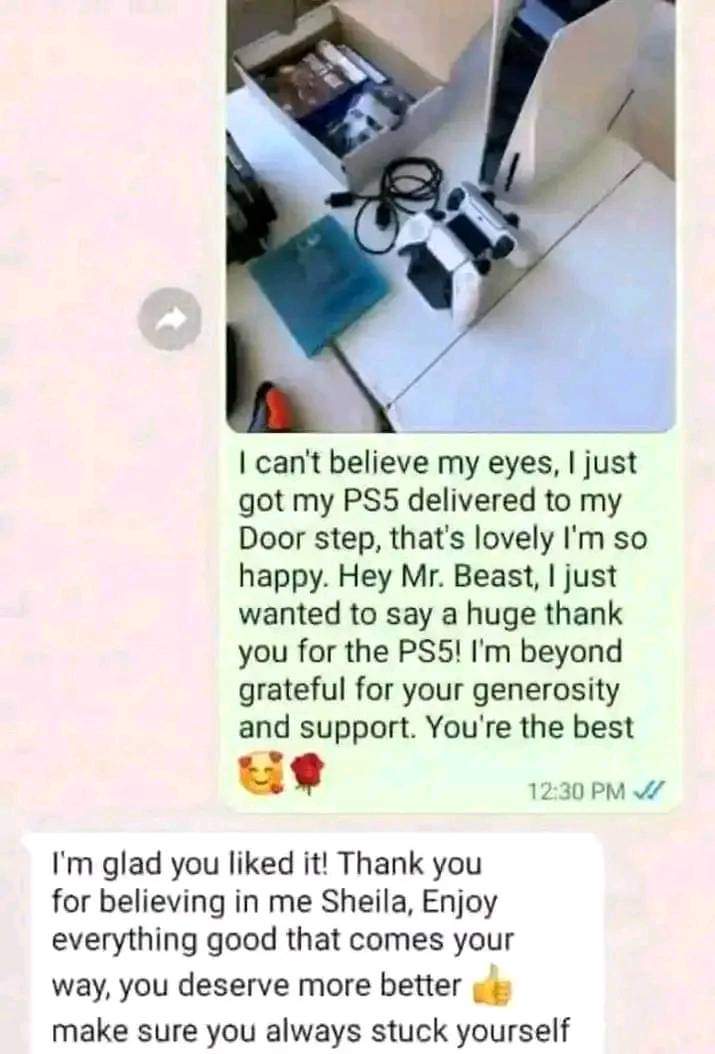 I can't believe my eyes, I just
got my PS5 delivered to my
Door step, that's lovely I'm so
happy. Hey Mr. Beast, I just
wanted to say a huge thank
you for the PS5! I'm beyond
grateful for your generosity
and support. You're the best
🥰🌹
12:30 PM
I'm glad you liked it! Thank you
for believing in me Sheila, Enjoy
everything good that comes your
way, you deserve more better 👍
make sure you always stuck yourself